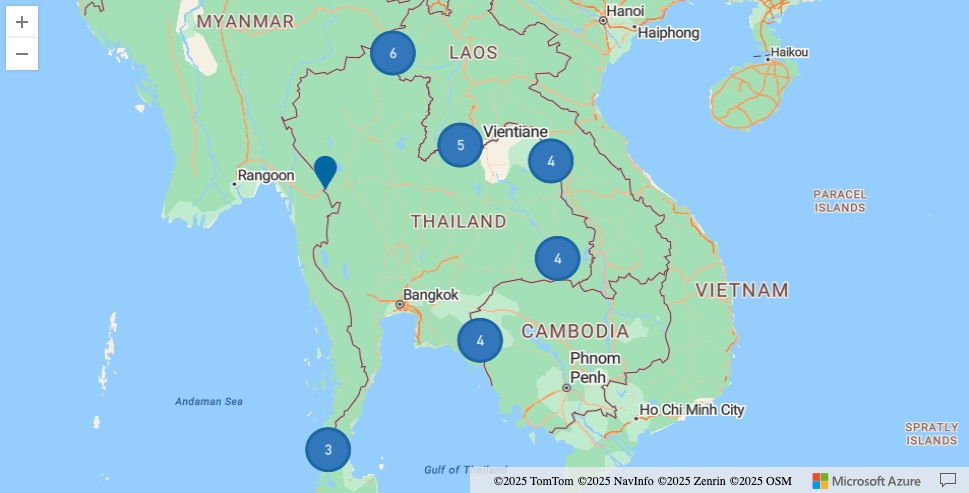 +
−
MYANMAR
6
LAOS
Hanoi
Haiphong
Haikou
5
Vientiane
4
Rangoon
PARACEL
ISLANDS
THAILAND
4
VIETNAM
Bangkok
4
CAMBODIA
Phnom
Penh
Andaman Sea
Ho Chi Minh City
3
SPRATLY
ISLANDS
Gulf of Thailand
©2025 TomTom ©2025 NavInfo ©2025 Zenrin ©2025 OSM
Microsoft Azure